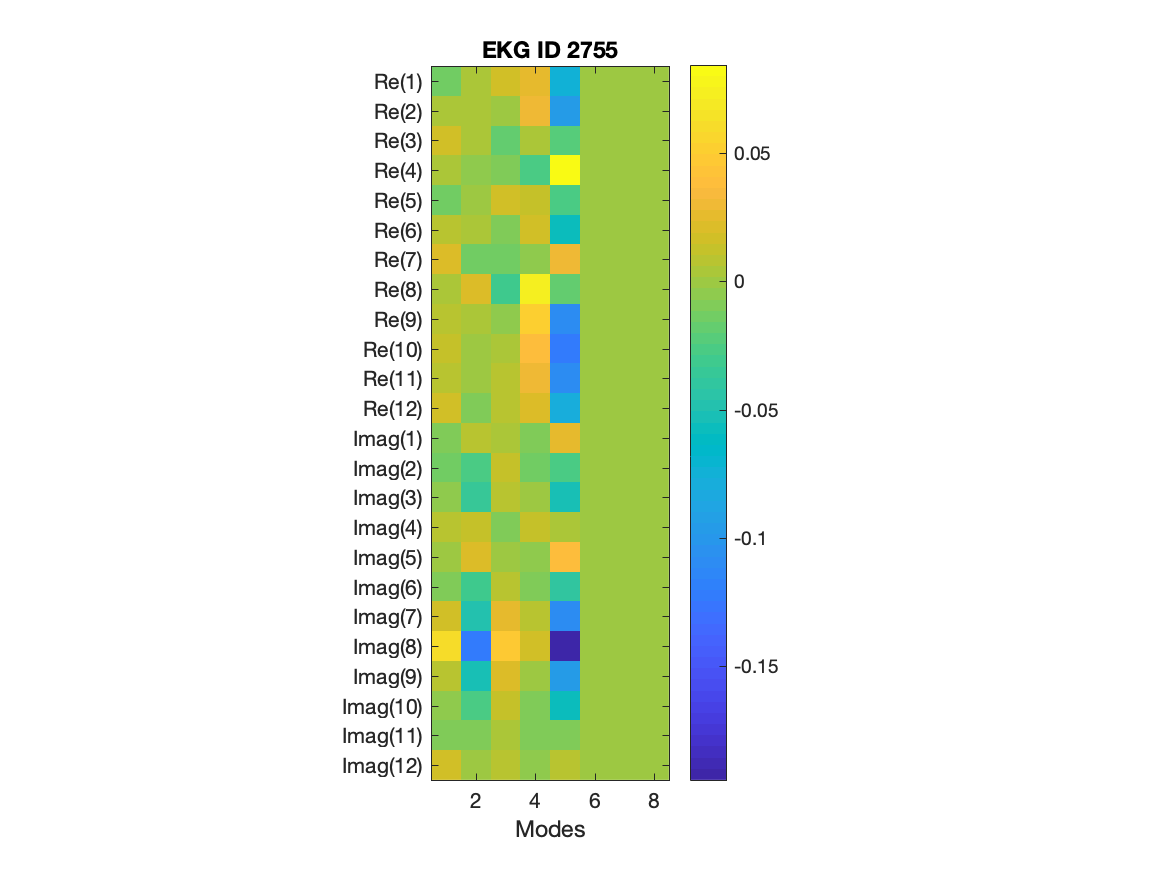 EKG ID 2755
Re(1)
Re(2)
Re(3)
Re(4)
Re(5)
Re(6)
Re(7)
Re(8)
Re(9)
Re(10)
Re(11)
Re(12)
Imag(1)
Imag(2)
Imag(3)
Imag(4)
Imag(5)
Imag(6)
Imag(7)
Imag(8)
Imag(9)
Imag(10)
Imag(11)
Imag(12)
2 4 6 8
Modes
0.05
0
-0.05
-0.1
-0.15